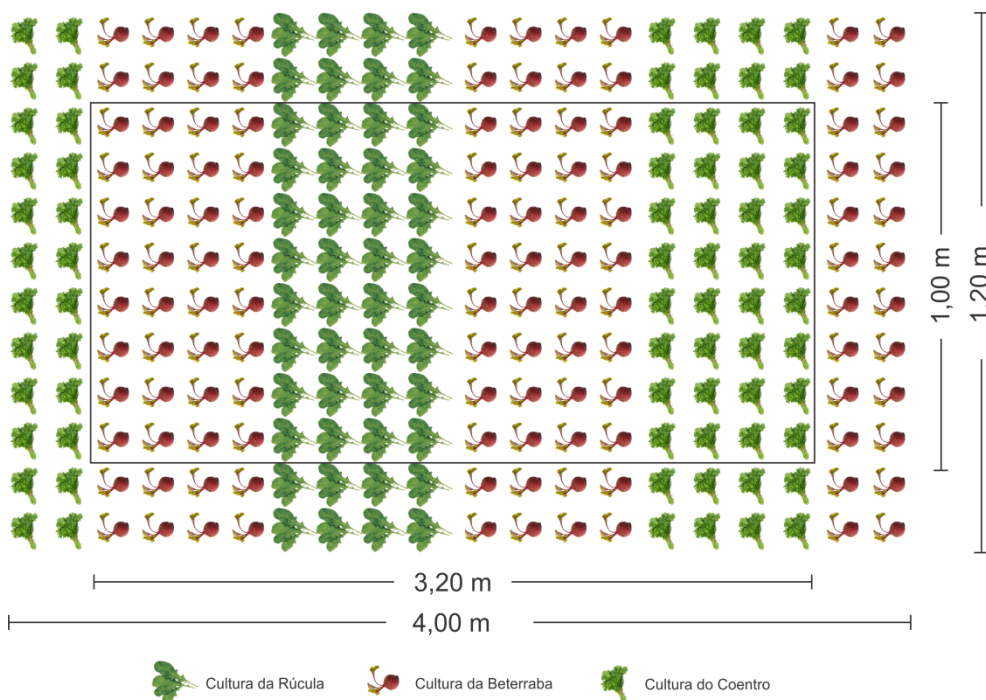 1,00 m
1,20 m
3,20 m
4,00 m
Cultura da Rúcula
Cultura da Beterraba
Cultura do Coentro